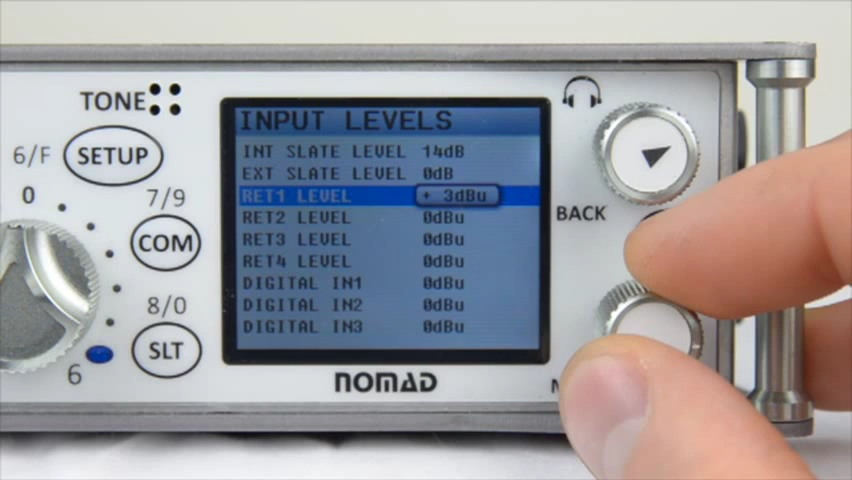 TONE
6/F
SETUP
0
7/9
COM
8/0
SLT
6
INPUT LEVELS
INT SLATE LEVEL 14dB
EXT SLATE LEVEL 0dB
RET1 LEVEL + 3dBu
RET2 LEVEL 0dBu
RET3 LEVEL 0dBu
RET4 LEVEL 0dBu
DIGITAL IN1 0dBu
DIGITAL IN2 0dBu
DIGITAL IN3 0dBu
NOMAD
BACK